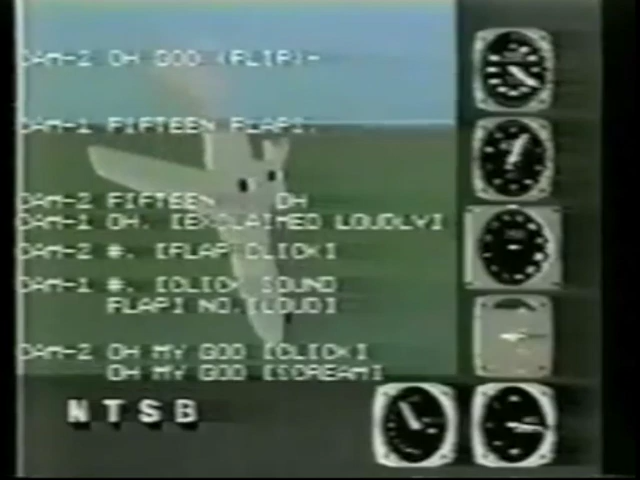 CAM-2 OH GOD (FLIP)-
CAM-1 FIFTEEN FLAPS.
CAM-2 FIFTEEN OH
CAM-1 OH. [EXCLAIMED LOUDLY]
CAM-2 #. [FLAP CLICK]
CAM-1 #. [CLICK SOUND
FLAPS NO.[LOUD]
CAM-2 OH MY GOD [CLICK]
OH MY GOD [SCREAM]
NTSB